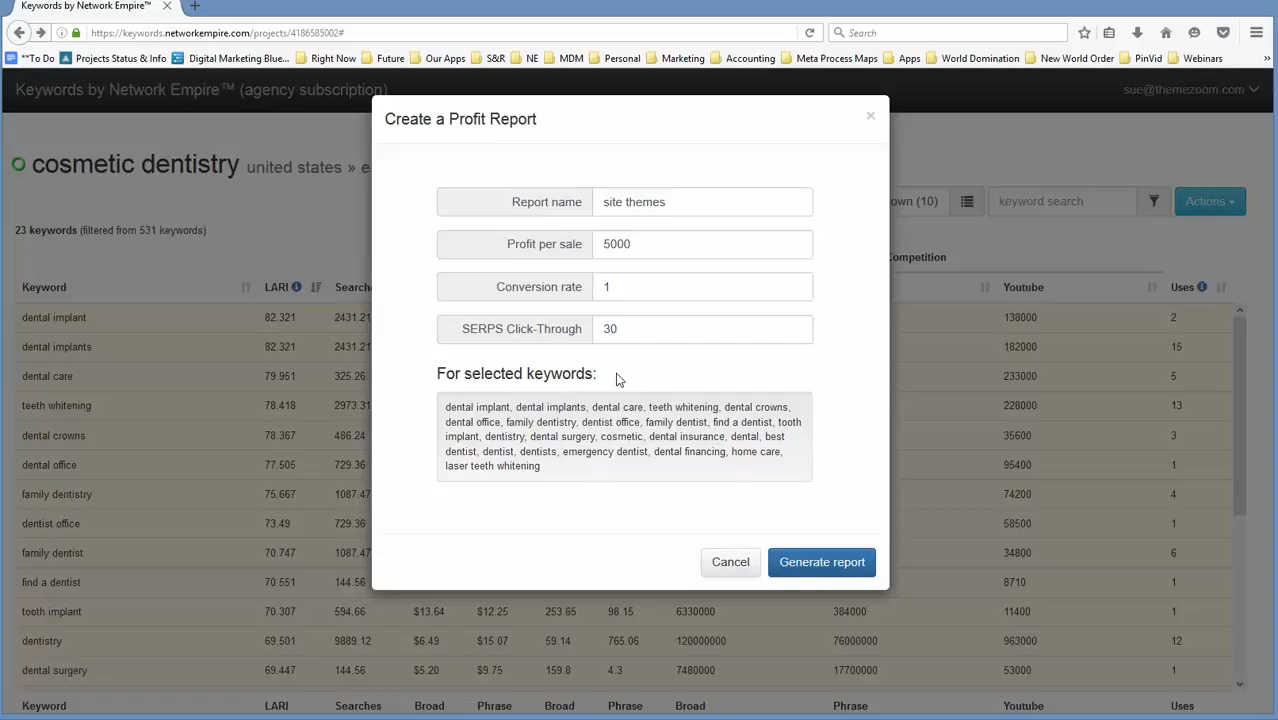 Keywords by Network Empire™
https://keywords.networkempire.com/projects/4186585002#
Search
**To Do
Projects Status & Info
Digital Marketing Blue...
Right Now
Future
Our Apps
S&R
NE
MDM
Personal
Marketing
Accounting
Meta Process Maps
Apps
World Domination
New World Order
PinVid
Webinars
Keywords by Network Empire™ (agency subscription)
sue@themezoom.com
Create a Profit Report
cosmetic dentistry united states » e
own (10)
keyword search
Actions
23 keywords (filtered from 531 keywords)
Report name site themes
Profit per sale 5000
Conversion rate 1
SERPS Click-Through 30
For selected keywords:
dental implant, dental implants, dental care, teeth whitening, dental crowns,
dental office, family dentistry, dentist office, family dentist, find a dentist, tooth
implant, dentistry, dental surgery, cosmetic, dental insurance, dental, best
dentist, dentist, dentists, emergency dentist, dental financing, home care,
laser teeth whitening
Cancel
Generate report
Competition
Keyword LARI Searche Youtube Uses
dental implant 82.321 2431.21 138000 2
dental implants 82.321 2431.21 182000 15
dental care 79.951 325.26 233000 5
teeth whitening 78.418 2973.31 228000 13
dental crowns 78.367 486.24 35600 3
dental office 77.505 729.36 95400 1
family dentistry 75.667 1087.47 74200 4
dentist office 73.49 729.36 58500 1
family dentist 70.747 1087.47 34800 6
find a dentist 70.551 144.56 8710 1
tooth implant 70.307 594.66 $13.64 $12.25 253.65 98.15 6330000 384000 11400 1
dentistry 69.501 9889.12 $6.49 $15.07 59.14 765.06 120000000 76000000 963000 12
dental surgery 69.447 144.56 $5.20 $9.75 159.8 4.3 7480000 17700000 53000 1
Keyword LARI Searches Broad Phrase Broad Phrase Broad Phrase Youtube Uses